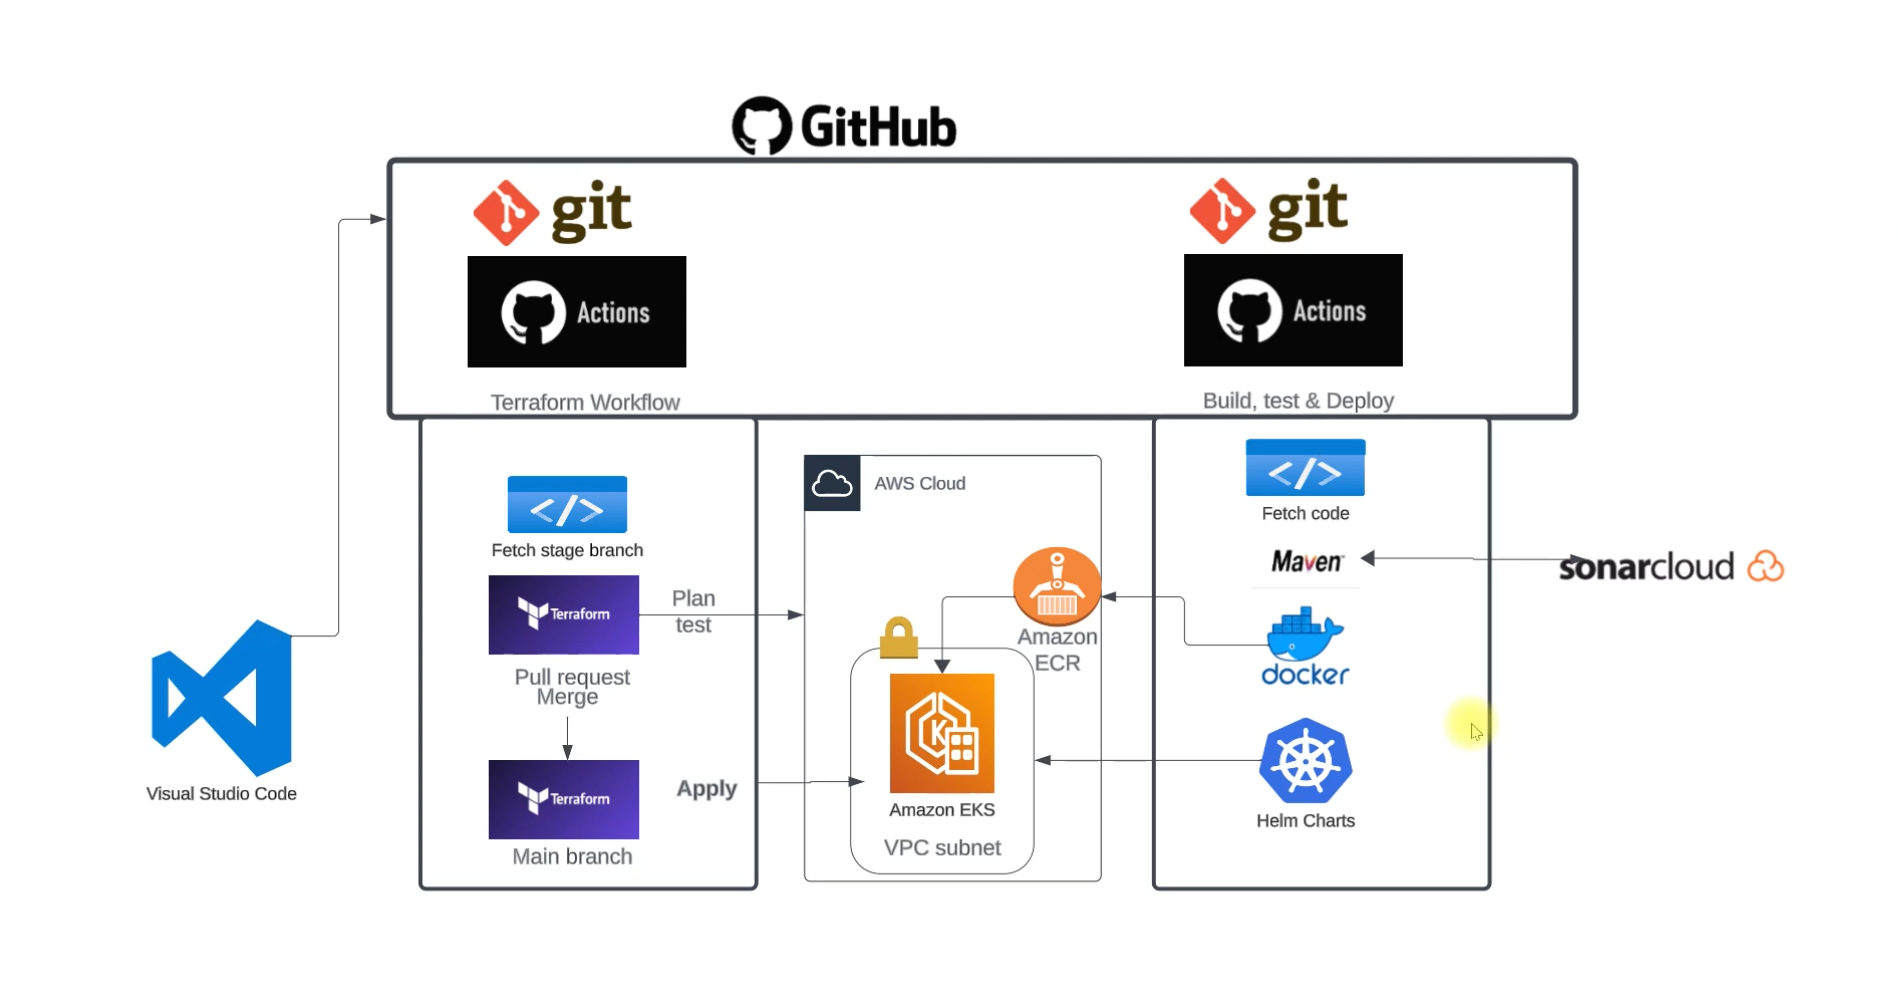 GitHub
git
Actions
Terraform Workflow
git
Actions
Build, test & Deploy
Fetch stage branch
Terraform
Plan
test
Pull request
Merge
Terraform
Main branch
Apply
Visual Studio Code
AWS Cloud
Amazon
ECR
Amazon EKS
VPC subnet
Fetch code
Maven
sonarcloud
docker
Helm Charts